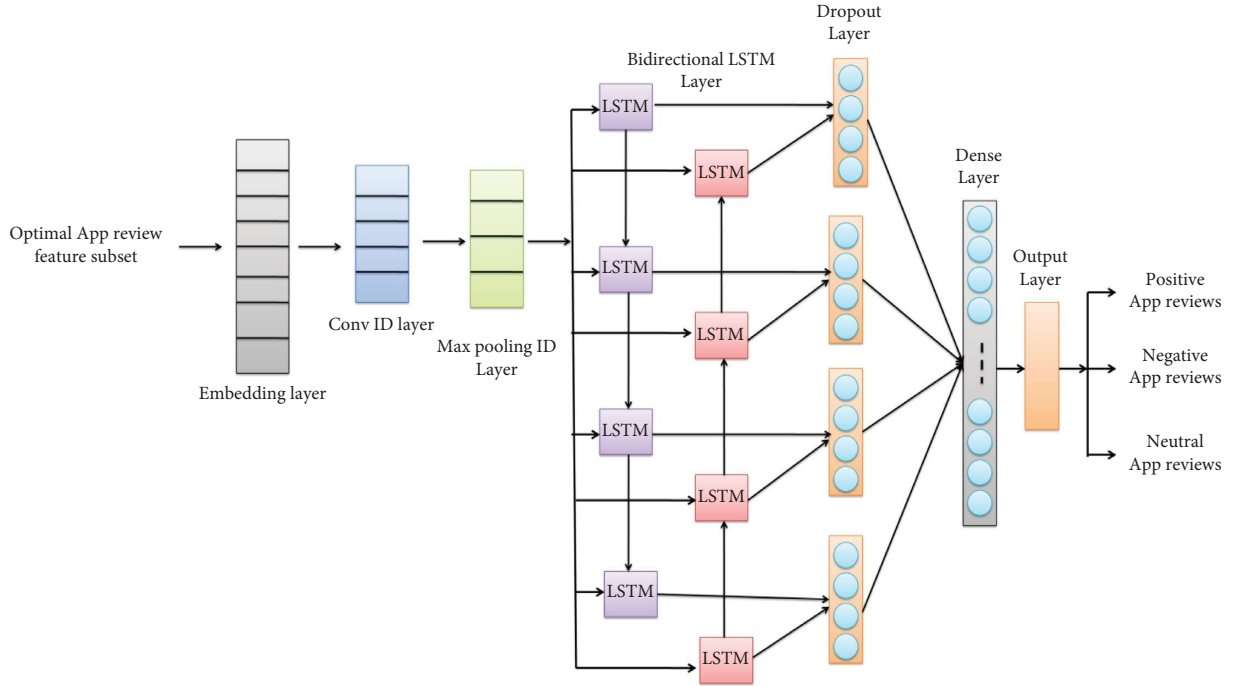 Optimal App review
feature subset
Embedding layer
Conv ID layer
Max pooling ID
Layer
Bidirectional LSTM
Layer
LSTM
LSTM
LSTM
LSTM
LSTM
LSTM
LSTM
LSTM
Dropout
Layer
Dense
Layer
Output
Layer
Positive
App reviews
Negative
App reviews
Neutral
App reviews